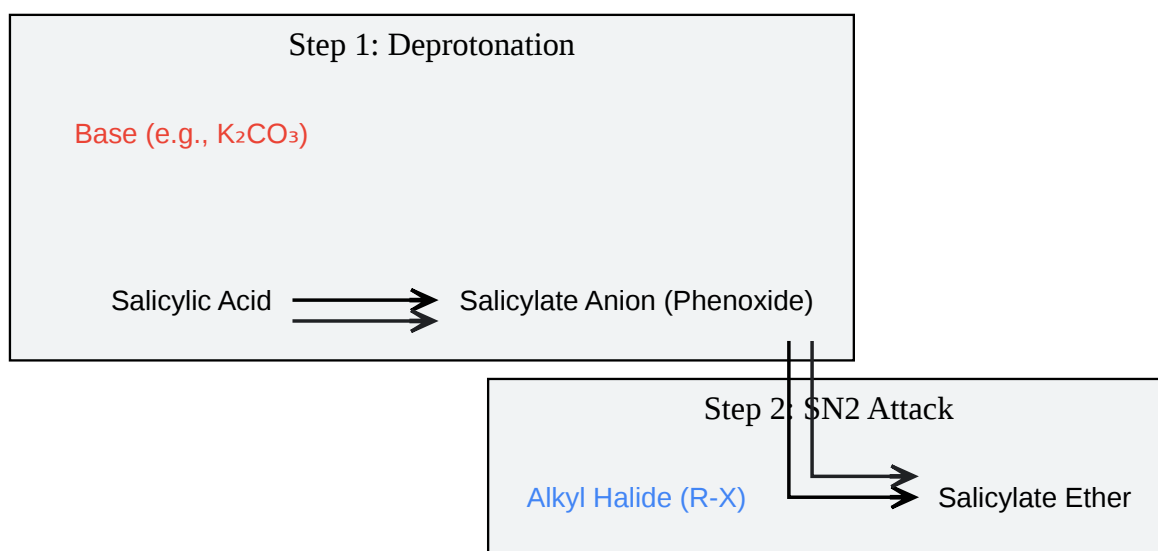 Step 1: Deprotonation
Base (e.g., K₂CO₃)
Salicylic Acid
Salicylate Anion (Phenoxide)
Step 2: SN2 Attack
Alkyl Halide (R-X)
Salicylate Ether